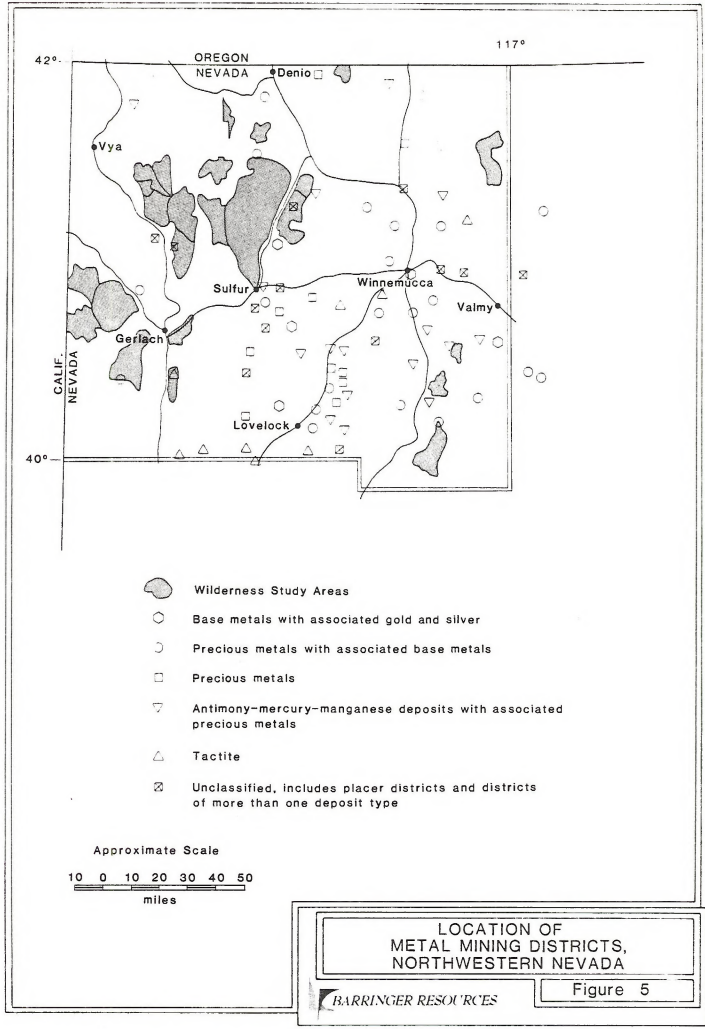 117°
42°
OREGON
NEVADA
Denio
Vya
Sulfur
Winnemucca
Valmy
Gerlach
CALIF.
NEVADA
Lovelock
40°
Wilderness Study Areas
Base metals with associated gold and silver
Precious metals with associated base metals
Precious metals
Antimony-mercury-manganese deposits with associated
precious metals
Tactite
Unclassified, includes placer districts and districts
of more than one deposit type
Approximate Scale
10 0 10 20 30 40 50
miles
LOCATION OF
METAL MINING DISTRICTS,
NORTHWESTERN NEVADA
BARRINGER RESOURCES
Figure 5